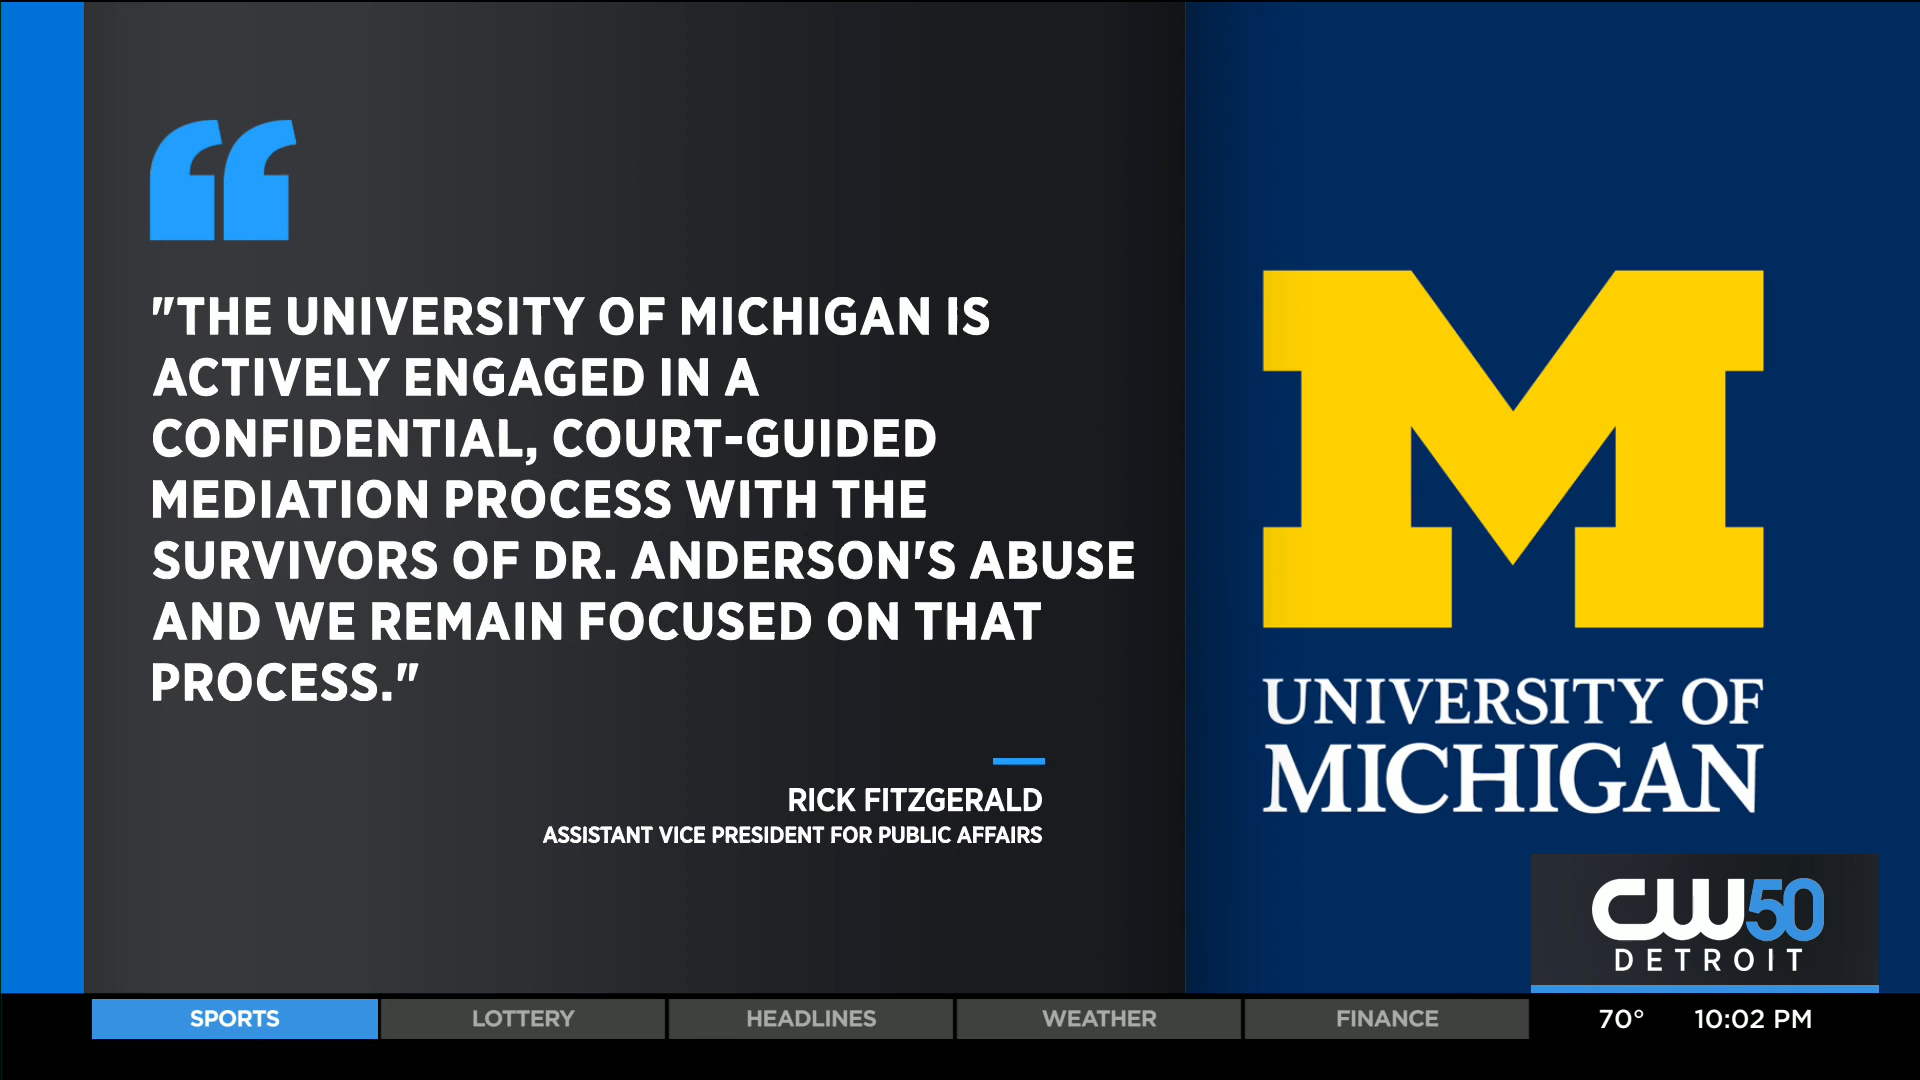 "THE UNIVERSITY OF MICHIGAN IS
ACTIVELY ENGAGED IN A
CONFIDENTIAL, COURT-GUIDED
MEDIATION PROCESS WITH THE
SURVIVORS OF DR. ANDERSON'S ABUSE
AND WE REMAIN FOCUSED ON THAT
PROCESS."
RICK FITZGERALD
ASSISTANT VICE PRESIDENT FOR PUBLIC AFFAIRS
M
UNIVERSITY OF
MICHIGAN
CW50
DETROIT
SPORTS LOTTERY HEADLINES WEATHER FINANCE 70° 10:02 PM